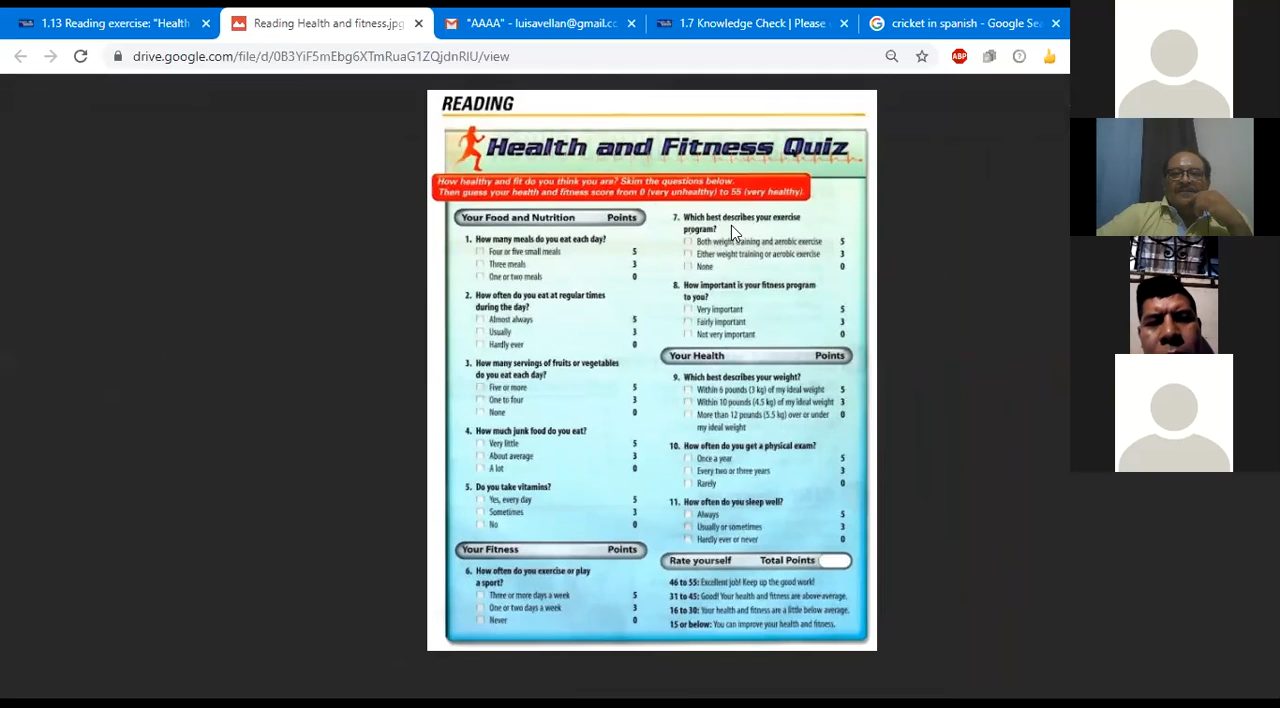 1.13 Reading exercise: "Health
Reading Health and fitness.jpg
"AAAA" - luisavellan@gmail.c
1.7 Knowledge Check | Please
cricket in spanish - Google Sea
drive.google.com/file/d/0B3YiF5mEbg6XTmRuaG1ZQjdnRlU/view
ABP
READING
Health and Fitness Quiz
How healthy and fit do you think you are? Skim the questions below.
Then guess your health and fitness score from 0 (very unhealthy) to 55 (very healthy).
Your Food and Nutrition Points
1. How many meals do you eat each day?
Four or five small meals 5
Three meals 3
One or two meals 0
2. How often do you eat at regular times
during the day?
Almost always 5
Usually 3
Hardly ever 0
3. How many servings of fruits or vegetables
do you eat each day?
Five or more 5
One to four 3
None 0
4. How much junk food do you eat?
Very little 5
About average 3
A lot 0
5. Do you take vitamins?
Yes, every day 5
Sometimes 3
No 0
Your Fitness Points
6. How often do you exercise or play
a sport?
Three or more days a week 5
One or two days a week 3
Never 0
7. Which best describes your exercise
program?
Both weight training and aerobic exercise 5
Either weight training or aerobic exercise 3
None 0
8. How important is your fitness program
to you?
Very important 5
Fairly important 3
Not very important 0
Your Health Points
9. Which best describes your weight?
Within 6 pounds (3 kg) of my ideal weight 5
Within 10 pounds (4.5 kg) of my ideal weight 3
More than 12 pounds (5.5 kg) over or under 0
my ideal weight
10. How often do you get a physical exam?
Once a year 5
Every two or three years 3
Rarely 0
11. How often do you sleep well?
Always 5
Usually or sometimes 3
Hardly ever or never 0
Rate yourself Total Points
46 to 55: Excellent job! Keep up the good work!
31 to 45: Good! Your health and fitness are above average.
16 to 30: Your health and fitness are a little below average.
15 or below: You can improve your health and fitness.